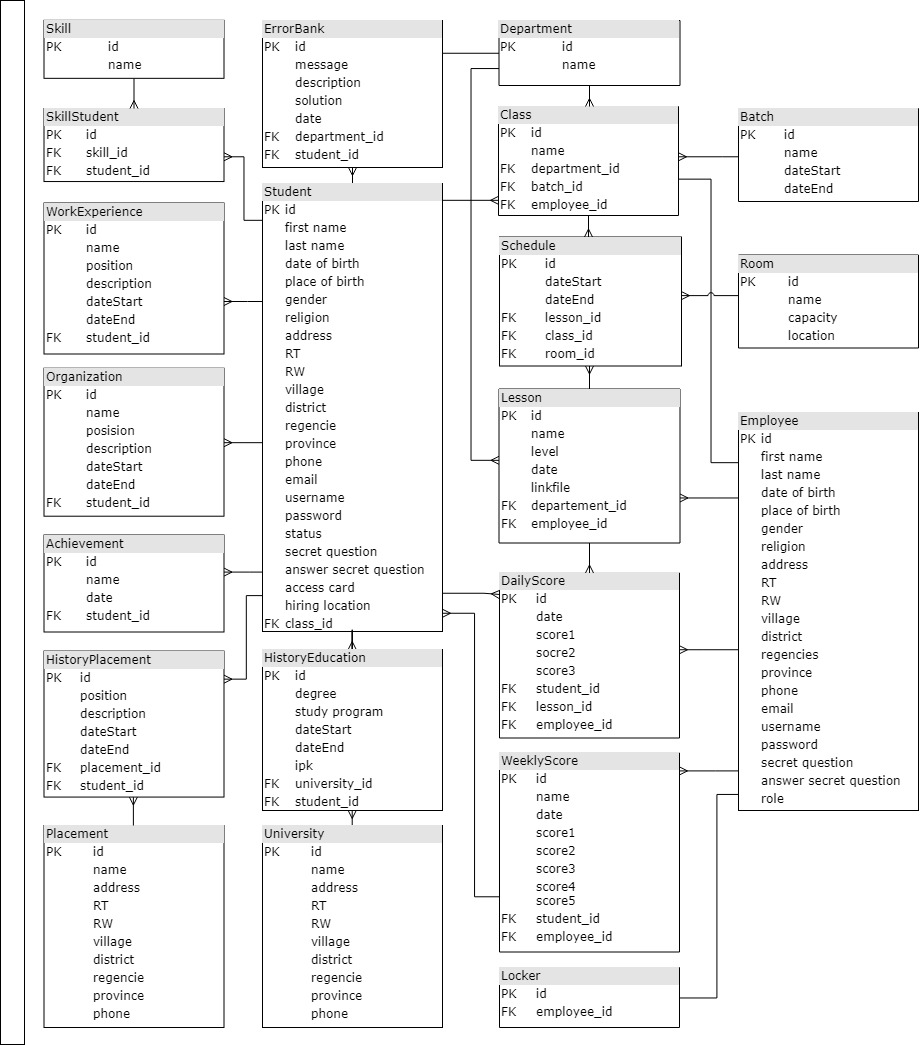 Skill
PK id
name
SkillStudent
PK id
FK skill_id
FK student_id
WorkExperience
PK id
name
position
description
dateStart
dateEnd
FK student_id
Organization
PK id
name
posision
description
dateStart
dateEnd
FK student_id
Achievement
PK id
name
date
FK student_id
HistoryPlacement
PK id
position
description
dateStart
dateEnd
FK placement_id
FK student_id
Placement
PK id
name
address
RT
RW
village
district
regencie
province
phone
ErrorBank
PK id
message
description
solution
date
FK department_id
FK student_id
Student
PK id
first name
last name
date of birth
place of birth
gender
religion
address
RT
RW
village
district
regencie
province
phone
email
username
password
status
secret question
answer secret question
access card
hiring location
FK class_id
HistoryEducation
PK id
degree
study program
dateStart
dateEnd
ipk
FK university_id
FK student_id
University
PK id
name
address
RT
RW
village
district
regencie
province
phone
Department
PK id
name
Class
PK id
name
FK department_id
FK batch_id
FK employee_id
Schedule
PK id
dateStart
dateEnd
FK lesson_id
FK class_id
FK room_id
Lesson
PK id
name
level
date
linkfile
FK departement_id
FK employee_id
DailyScore
PK id
date
score1
socre2
score3
FK student_id
FK lesson_id
FK employee_id
WeeklyScore
PK id
name
date
score1
score2
score3
score4
score5
FK student_id
FK employee_id
Locker
PK id
FK employee_id
Batch
PK id
name
dateStart
dateEnd
Room
PK id
name
capacity
location
Employee
PK id
first name
last name
date of birth
place of birth
gender
religion
address
RT
RW
village
district
regencies
province
phone
email
username
password
secret question
answer secret question
role